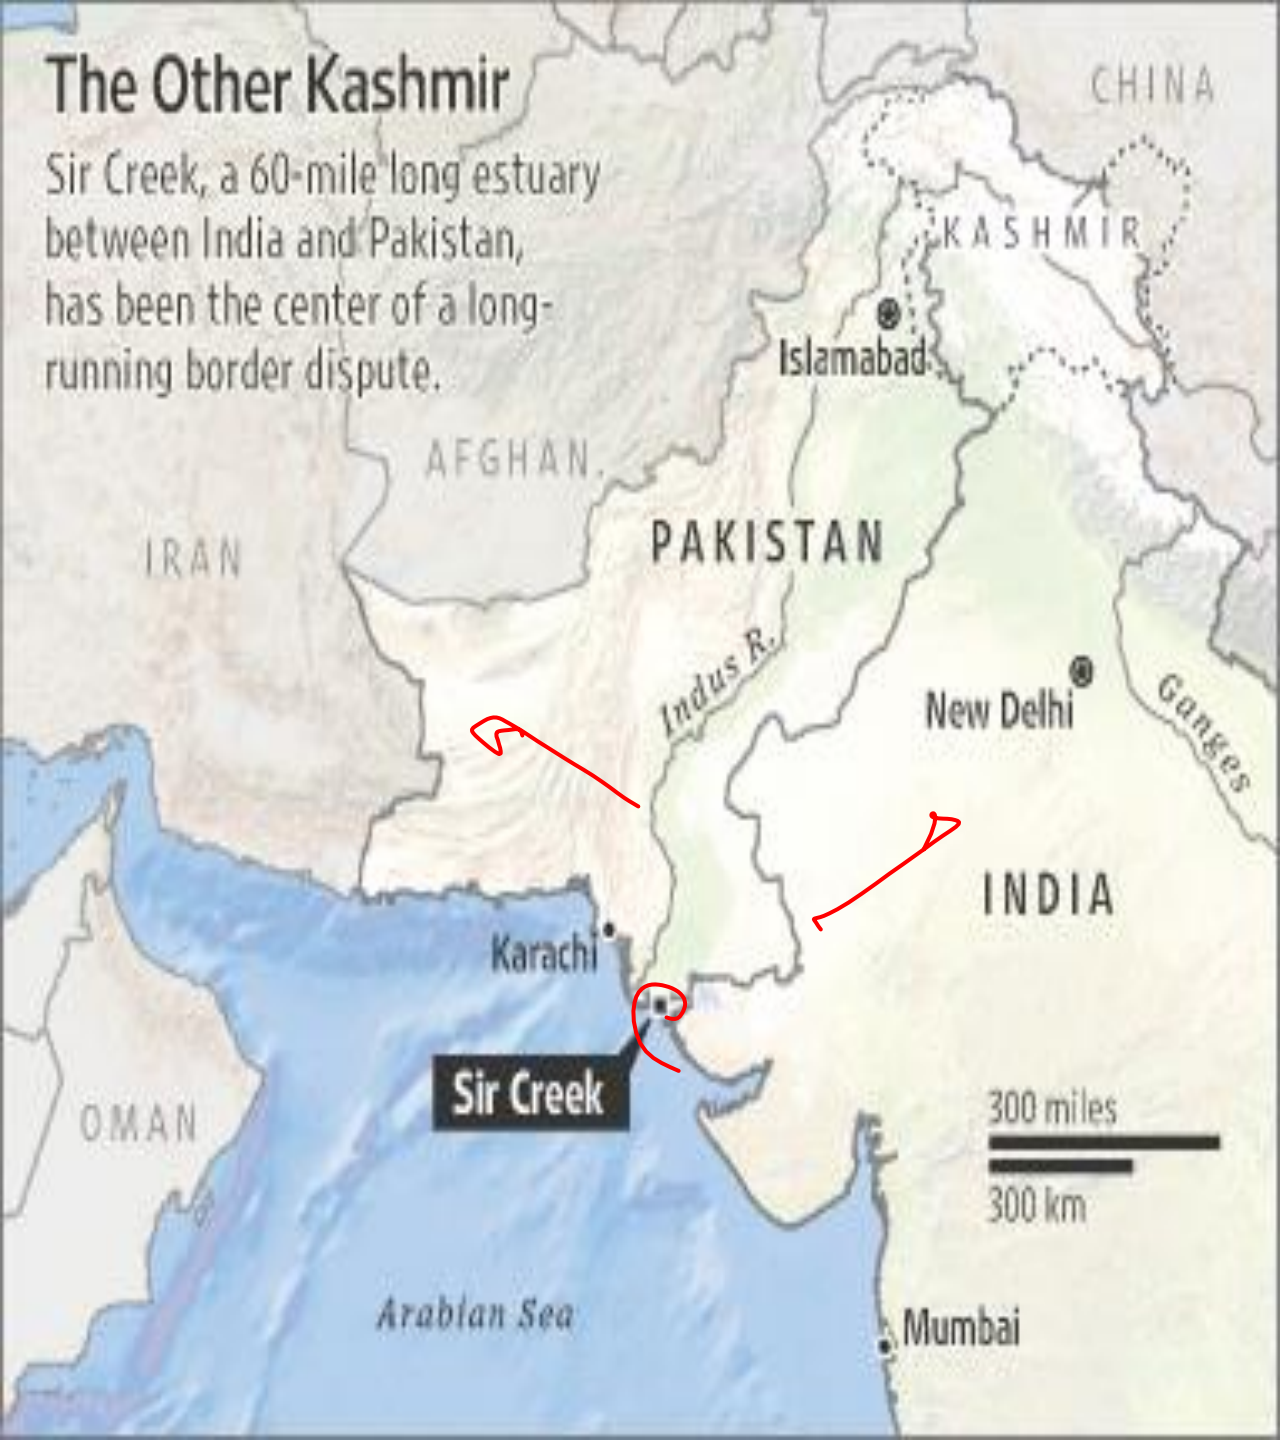 The Other Kashmir
Sir Creek, a 60-mile long estuary
between India and Pakistan,
has been the center of a long-
running border dispute.
CHINA
KASHMIR
Islamabad
AFGHAN.
IRAN
PAKISTAN
Indus R.
New Delhi
Ganges
INDIA
Karachi
Sir Creek
OMAN
300 miles
300 km
Arabian Sea
Mumbai